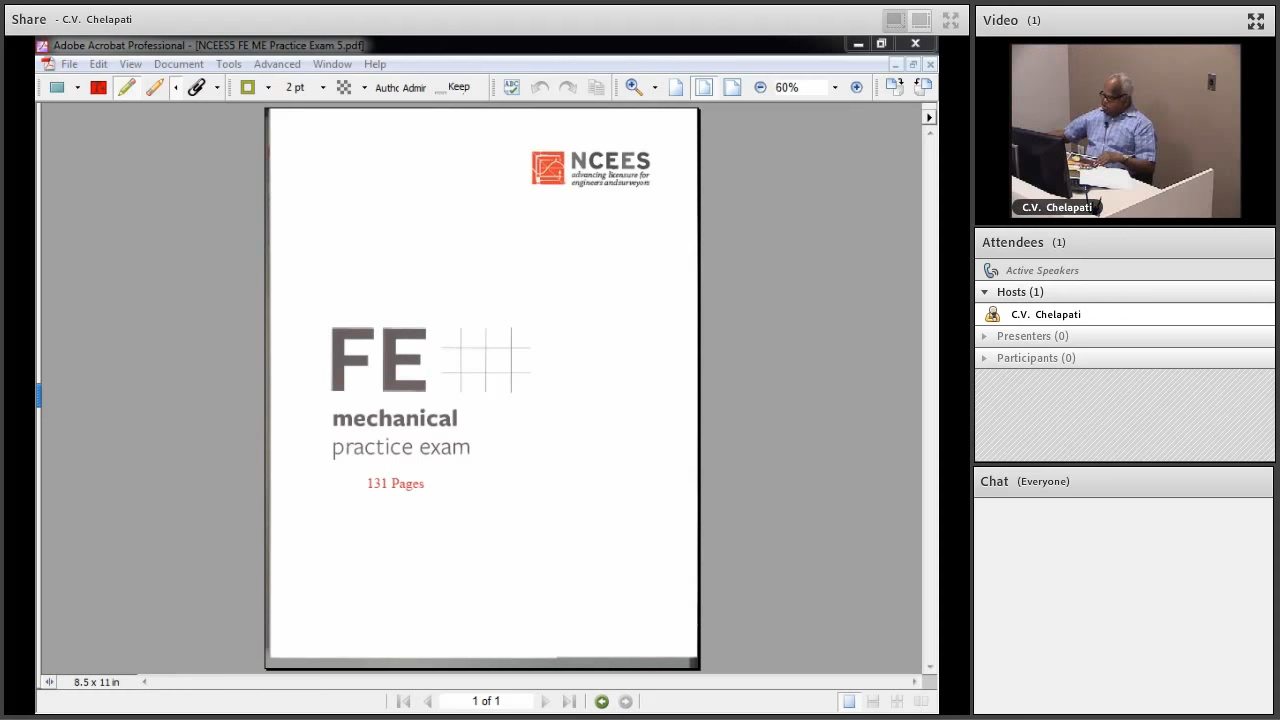 Share - C.V. Chelapati
Adobe Acrobat Professional - [NCEES5 FE ME Practice Exam 5.pdf]
File Edit View Document Tools Advanced Window Help
2 pt Authc Admir Keep 60%
NCEES
advancing licensure for
engineers and surveyors
FE
mechanical
practice exam
131 Pages
8.5 x 11 in
1 of 1
Video (1)
C.V. Chelapati
Attendees (1)
Active Speakers
Hosts (1)
C.V. Chelapati
Presenters (0)
Participants (0)
Chat (Everyone)